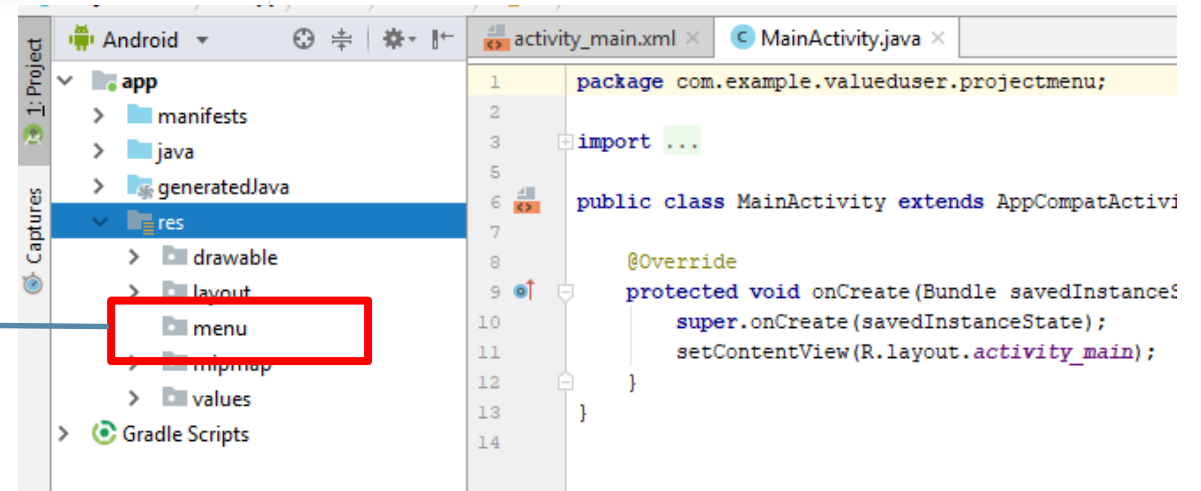 1: Project
Captures
Android
app
manifests
java
generatedJava
res
drawable
layout
menu
mipmap
values
Gradle Scripts
activity_main.xml
C MainActivity.java
1 package com.example.valueduser.projectmenu;
2
3 import ...
5
6 public class MainActivity extends AppCompatActivi
7
8 @Override
9 protected void onCreate(Bundle savedInstanceS
10 super.onCreate(savedInstanceState);
11 setContentView(R.layout.activity_main);
12 }
13 }
14